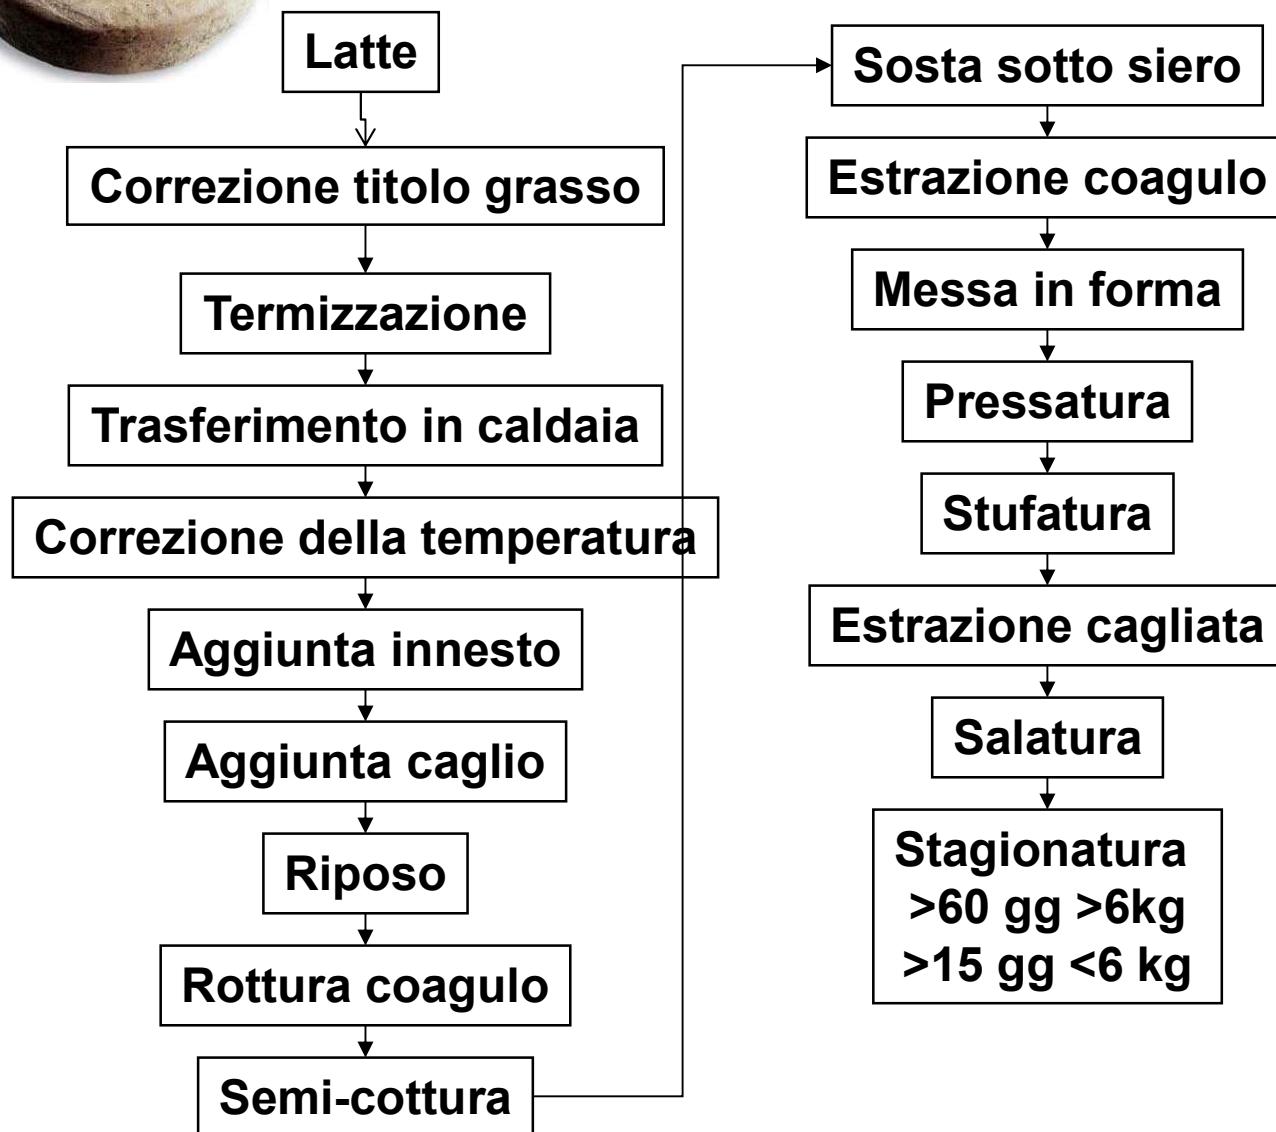 Latte
Correzione titolo grasso
Termizzazione
Trasferimento in caldaia
Correzione della temperatura
Aggiunta innesto
Aggiunta caglio
Riposo
Rottura coagulo
Semi-cottura
Sosta sotto siero
Estrazione coagulo
Messa in forma
Pressatura
Stufatura
Estrazione cagliata
Salatura
Stagionatura
>60 gg >6kg
>15 gg <6 kg